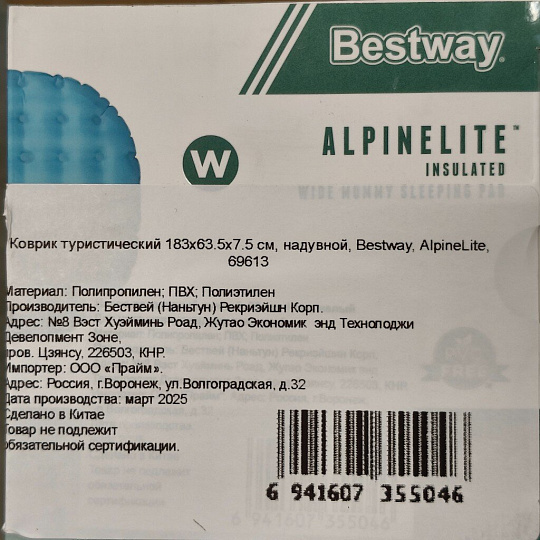 Bestway
W
ALPINELITE™
INSULATED
WIDE MUMMY SLEEPING PAD
Коврик туристический 183х63.5х7.5 см, надувной, Bestway, AlpineLite,
69613
Материал: Полипропилен; ПВХ; Полиэтилен
Производитель: Бествей (Наньтун) Рекриэйшн Корп.
Адрес: №8 Вэст Хуэйминь Роад, Жутао Экономик энд Технолоджи
Девелопмент Зоне,
пров. Цзянсу, 226503, КНР.
Импортер: ООО «Прайм».
Адрес: Россия, г.Воронеж, ул.Волгоградская, д.32
Дата производства: март 2025
Сделано в Китае
Товар не подлежит
обязательной сертификации.
6 941607 355046